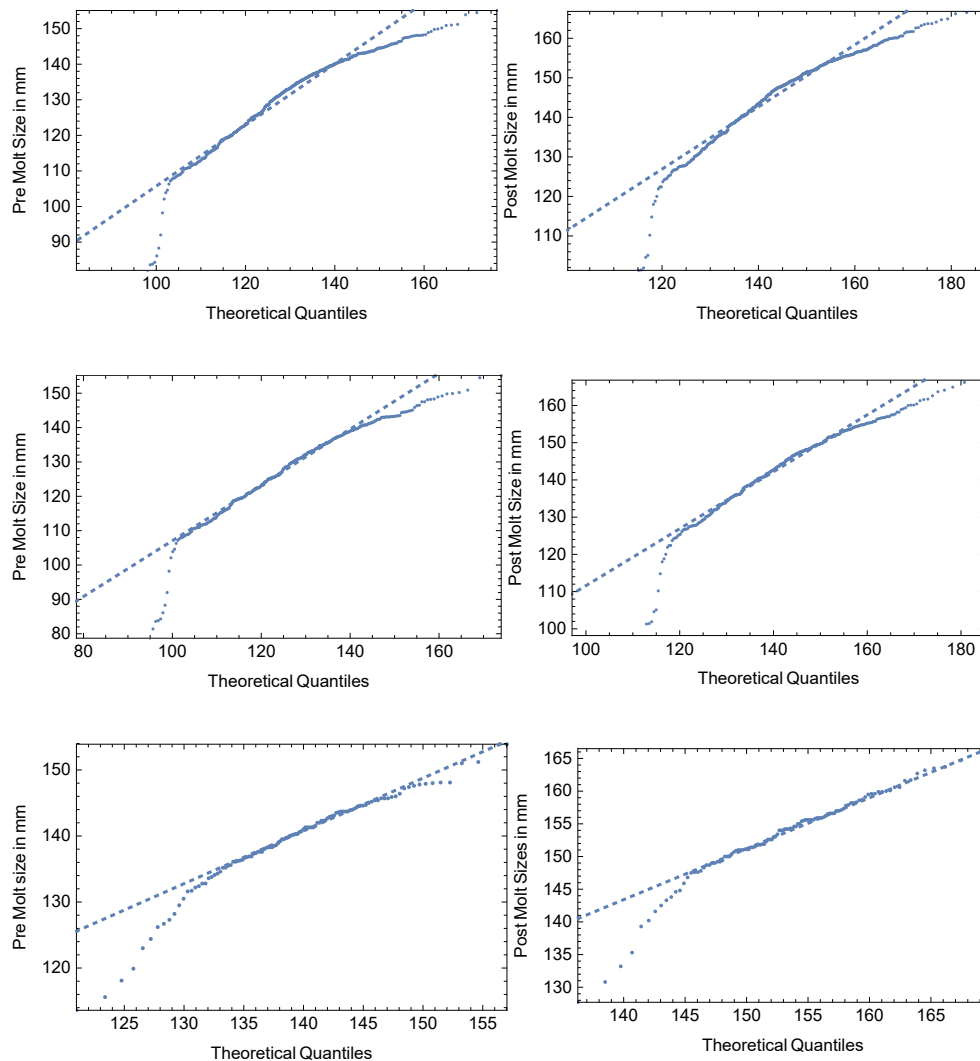 150
140
130
120
110
100
90
Pre Molt Size in mm
100 120 140 160
Theoretical Quantiles
160
150
140
130
120
110
Post Molt Size in mm
120 140 160 180
Theoretical Quantiles
150
140
130
120
110
100
90
80
Pre Molt Size in mm
80 100 120 140 160
Theoretical Quantiles
160
150
140
130
120
110
100
Post Molt Size in mm
100 120 140 160 180
Theoretical Quantiles
150
140
130
120
Pre Molt size in mm
125 130 135 140 145 150 155
Theoretical Quantiles
165
160
155
150
145
140
135
130
Post Molt Sizes in mm
140 145 150 155 160 165
Theoretical Quantiles